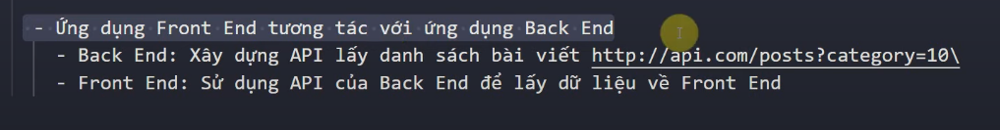 - Ứng dụng Front End tương tác với ứng dụng Back End
- Back End: Xây dựng API lấy danh sách bài viết http://api.com/posts?category=10\
- Front End: Sử dụng API của Back End để lấy dữ liệu về Front End